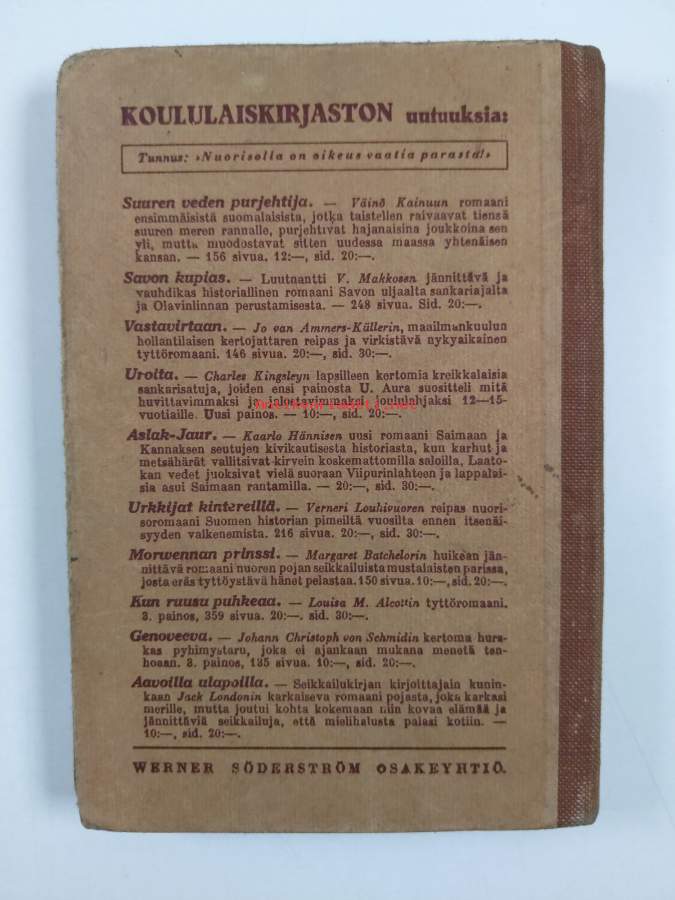 KOULULAISKIRJASTON uutuuksia:
Tunnus: »Nuorisolla on oikeus vaatia parasta!»
Suuren veden purjehtija. — Väinö Kainuun romaani
ensimmäisistä suomalaisista, jotka taistellen raivaavat tiensä
suuren meren rannalle, purjehtivat hajanaisina joukkoina sen
yli, mutta muodostavat sitten uudessa maassa yhtenäisen
kansan. — 156 sivua. 12:—, sid. 20:—.
Savon kupias. — Luutnantti V. Makkosen jännittävä ja
vauhdikas historiallinen romaani Savon uljaalta sankariajalta
ja Olavinlinnan perustamisesta. — 248 sivua. Sid. 20:—.
Vastavirtaan. — Jo van Ammers-Küllerin, maailmankuulun
hollantilaisen kertojattaren reipas ja virkistävä nykyaikainen
tyttöromaani. 146 sivua. 20:—, sid. 30:—.
Uroita. — Charles Kingsleyn lapsilleen kertomia kreikkalaisia
sankarisatuja, joiden ensi painosta U. Aura suositteli mitä
huvittavimmaksi ja jalostavimmaksi joululahjaksi 12—15-
vuotiaille. Uusi painos. — 10:—, sid. 20:—.
Aslak-Jaur. — Kaarlo Hännisen uusi romaani Saimaan ja
Kannaksen seutujen kivikautisesta historiasta, kun karhut ja
metsähärät vallitsivat kirvein koskemattomilla saloilla, Laato-
kan vedet juoksivat vielä suoraan Viipurinlahteen ja lappalai-
sia asui Saimaan rantamilla. — 20:—, sid. 30:—.
Urkkijat kintereillä. — Verneri Louhivuoren reipas nuori-
soromaani Suomen historian pimeiltä vuosilta ennen itsenäi-
syyden valkenemista. 216 sivua. 20:—, sid. 30:—.
Morwennan prinssi. — Margaret Batchelorin huikean jän-
nittävä romaani nuoren pojan seikkailuista mustalaisten parissa,
josta eräs tyttöystävä hänet pelastaa. 150 sivua. 10:—, sid. 20:—.
Kun ruusu puhkeaa. — Louisa M. Alcottin tyttöromaani.
3. painos, 359 sivua. 20:—. sid. 30:—.
Genoveeva. — Johann Christoph von Schmidin kertoma hurs-
kas pyhimystaru, joka ei ajankaan mukana menetä teh-
hoaan. 3. painos, 135 sivua. 10:—, sid. 20:—.
Aavoilla ulapoilla. — Seikkailukirjan kirjoittajain kunin-
kaan Jack Londonin karkaiseva romaani pojasta, joka karkasi
merille, mutta joutui kohta kokemaan niin kovaa elämää ja
jännittäviä seikkailuja, että mielihalusta palasi kotiin. —
10:—, sid. 20:—.
WERNER SÖDERSTRÖM OSAKEYHTIÖ.